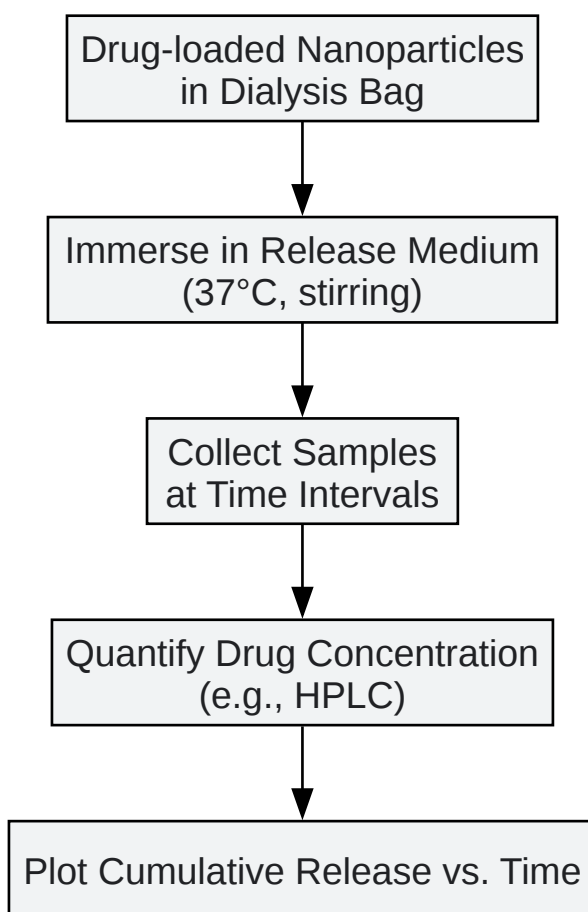 Drug-loaded Nanoparticles
in Dialysis Bag
Immerse in Release Medium
(37°C, stirring)
Collect Samples
at Time Intervals
Quantify Drug Concentration
(e.g., HPLC)
Plot Cumulative Release vs. Time